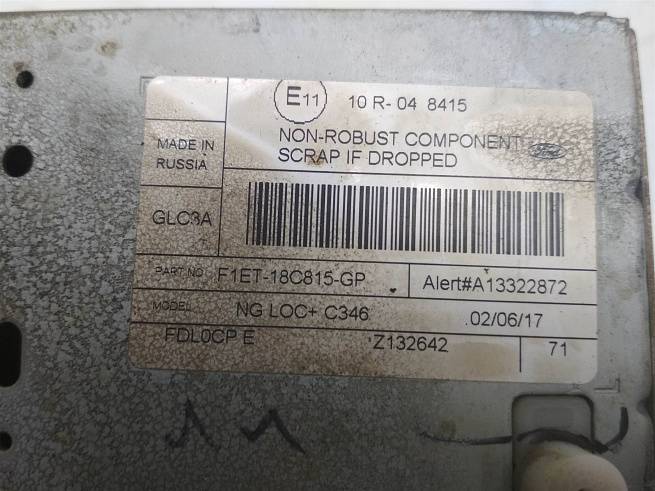 E11 10 R- 04 8415
MADE IN
RUSSIA
NON-ROBUST COMPONENT
SCRAP IF DROPPED
Ford
GLC3A
PART NO. F1ET-18C815-GP Alert#A13322872
MODEL NG LOC+ C346 02/06/17
FDL0CP E Z132642 71